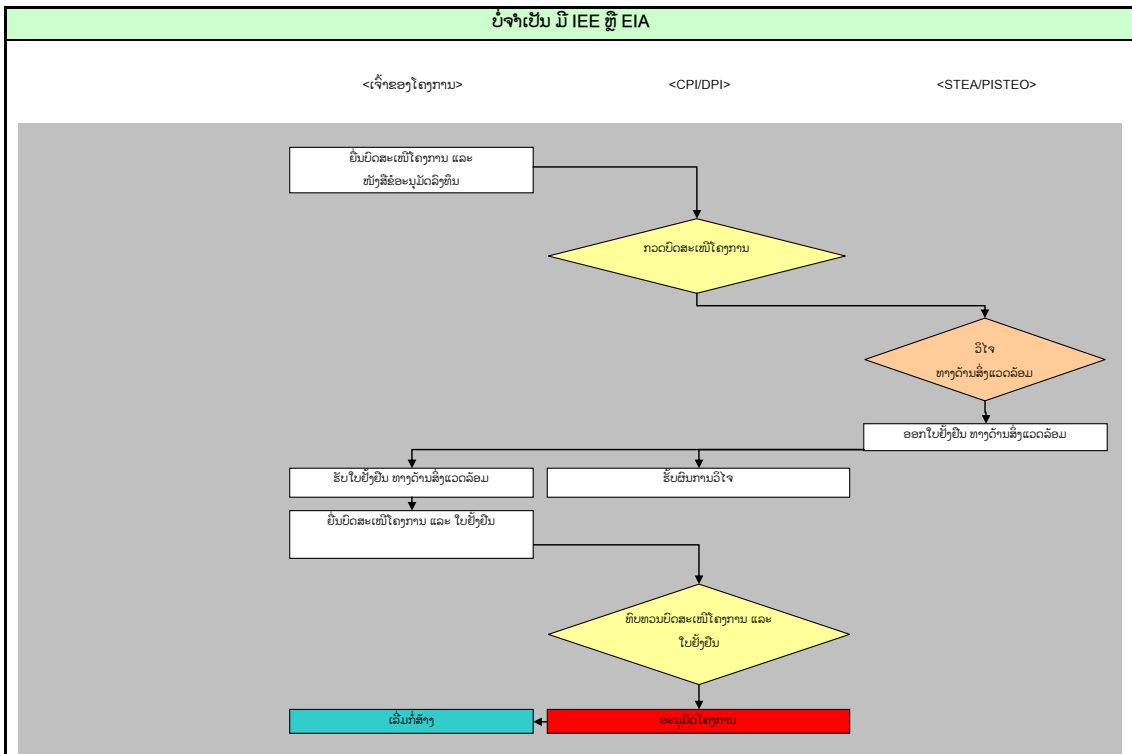 ບໍ່ຈຳເປັນ ມີ IEE ຫຼື EIA
<ເຈົ້າຂອງໂຄງການ>
<CPI/DPI>
<STEA/PISTEO>
ຍື່ນບົດສະເໜີໂຄງການ ແລະ
ໜັງສືຂໍອະນຸມັດລົງທຶນ
ກວດບົດສະເໜີໂຄງການ
ວິໄຈ
ທາງດ້ານສິ່ງແວດລ້ອມ
ອອກໃບຢັ້ງຢືນ ທາງດ້ານສິ່ງແວດລ້ອມ
ຮັບໃບຢັ້ງຢືນ ທາງດ້ານສິ່ງແວດລ້ອມ
ຮັບຜົນການວິໄຈ
ຍື່ນບົດສະເໜີໂຄງການ ແລະ ໃບຢັ້ງຢືນ
ທົບທວນບົດສະເໜີໂຄງການ ແລະ
ໃບຢັ້ງຢືນ
ເລີ່ມກໍ່ສ້າງ
ອະນຸມັດໂຄງການ